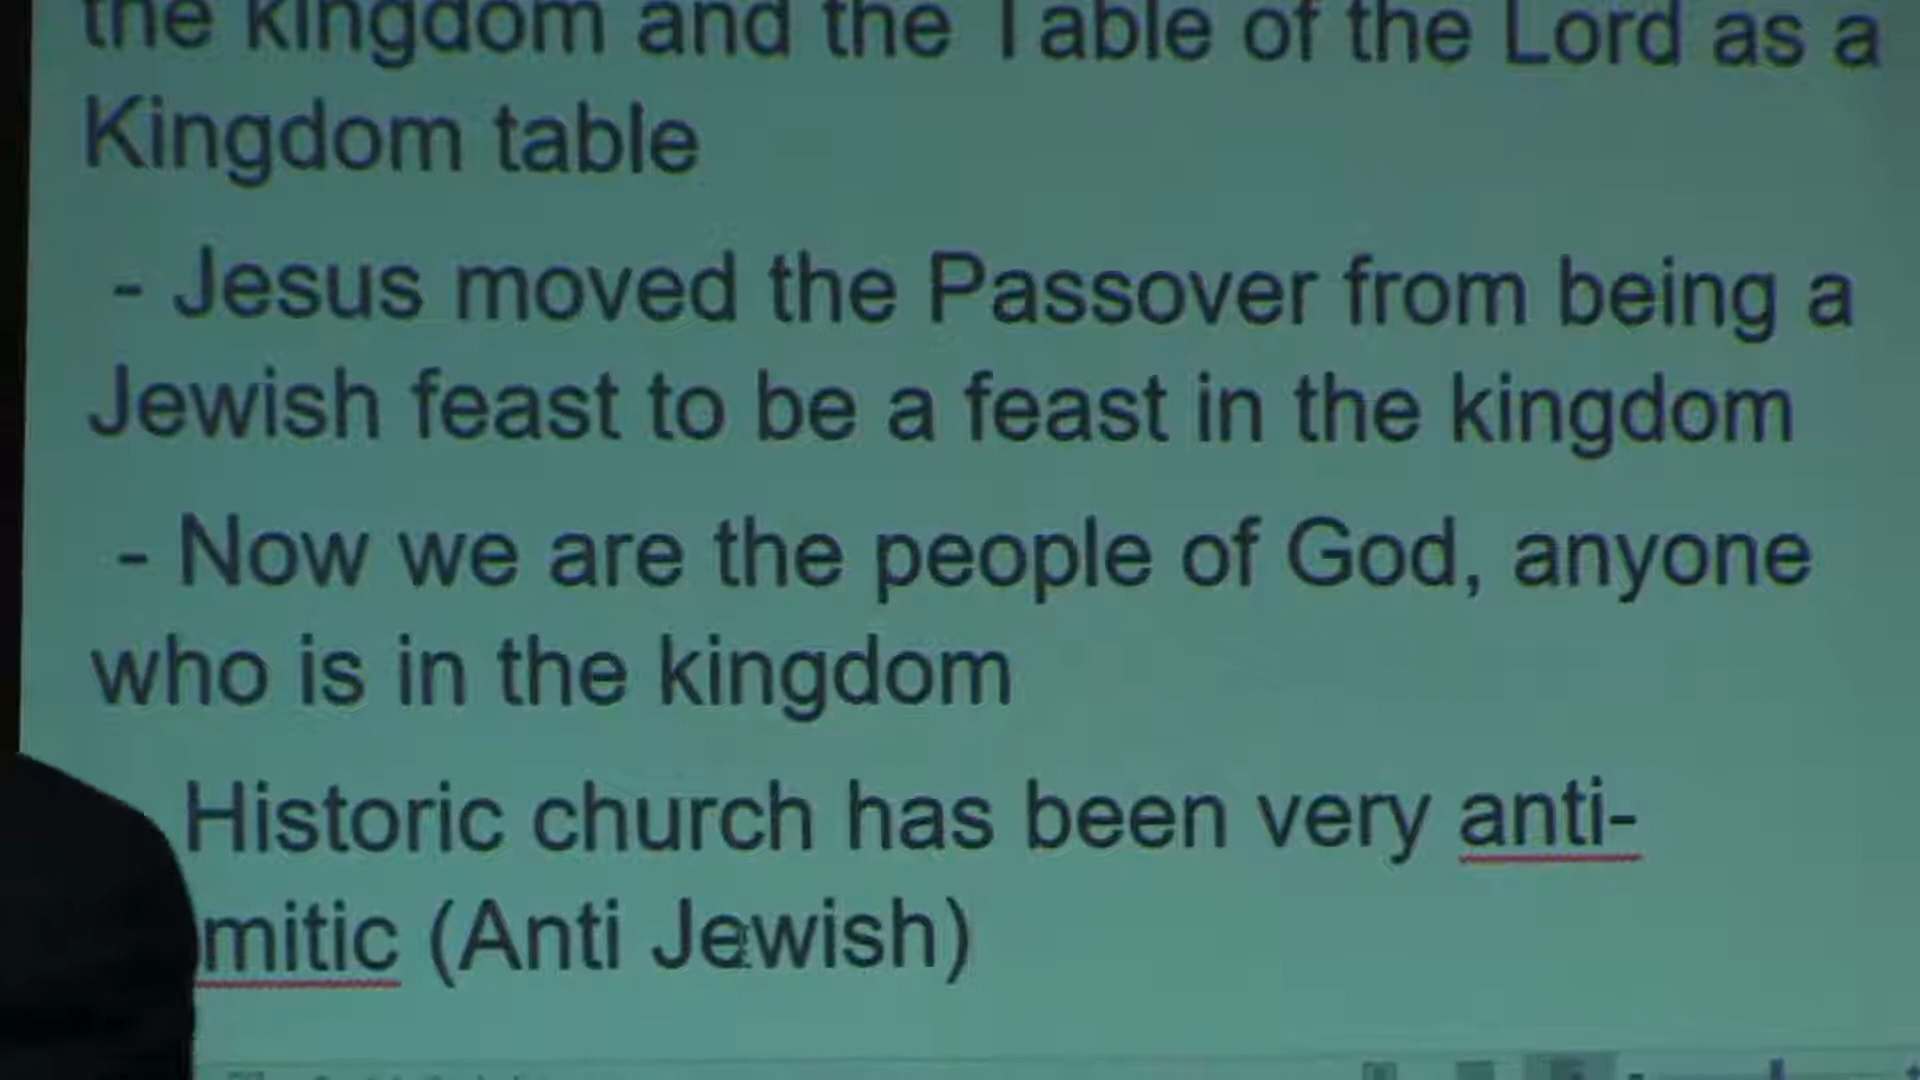 the kingdom and the Table of the Lord as a
Kingdom table
- Jesus moved the Passover from being a
Jewish feast to be a feast in the kingdom
- Now we are the people of God, anyone
who is in the kingdom
Historic church has been very anti-
mitic (Anti Jewish)